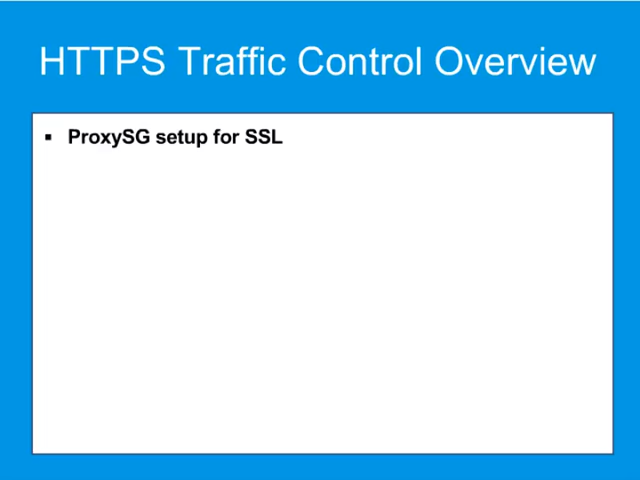 HTTPS Traffic Control Overview
▪ ProxySG setup for SSL